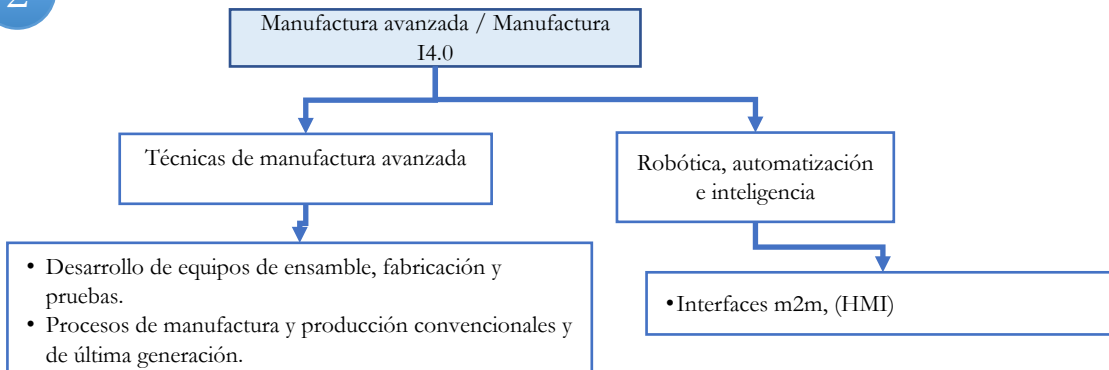 2
Manufactura avanzada / Manufactura
I4.0
Técnicas de manufactura avanzada
Robótica, automatización
e inteligencia
• Desarrollo de equipos de ensamble, fabricación y
pruebas.
• Procesos de manufactura y producción convencionales y
de última generación.
•Interfaces m2m, (HMI)